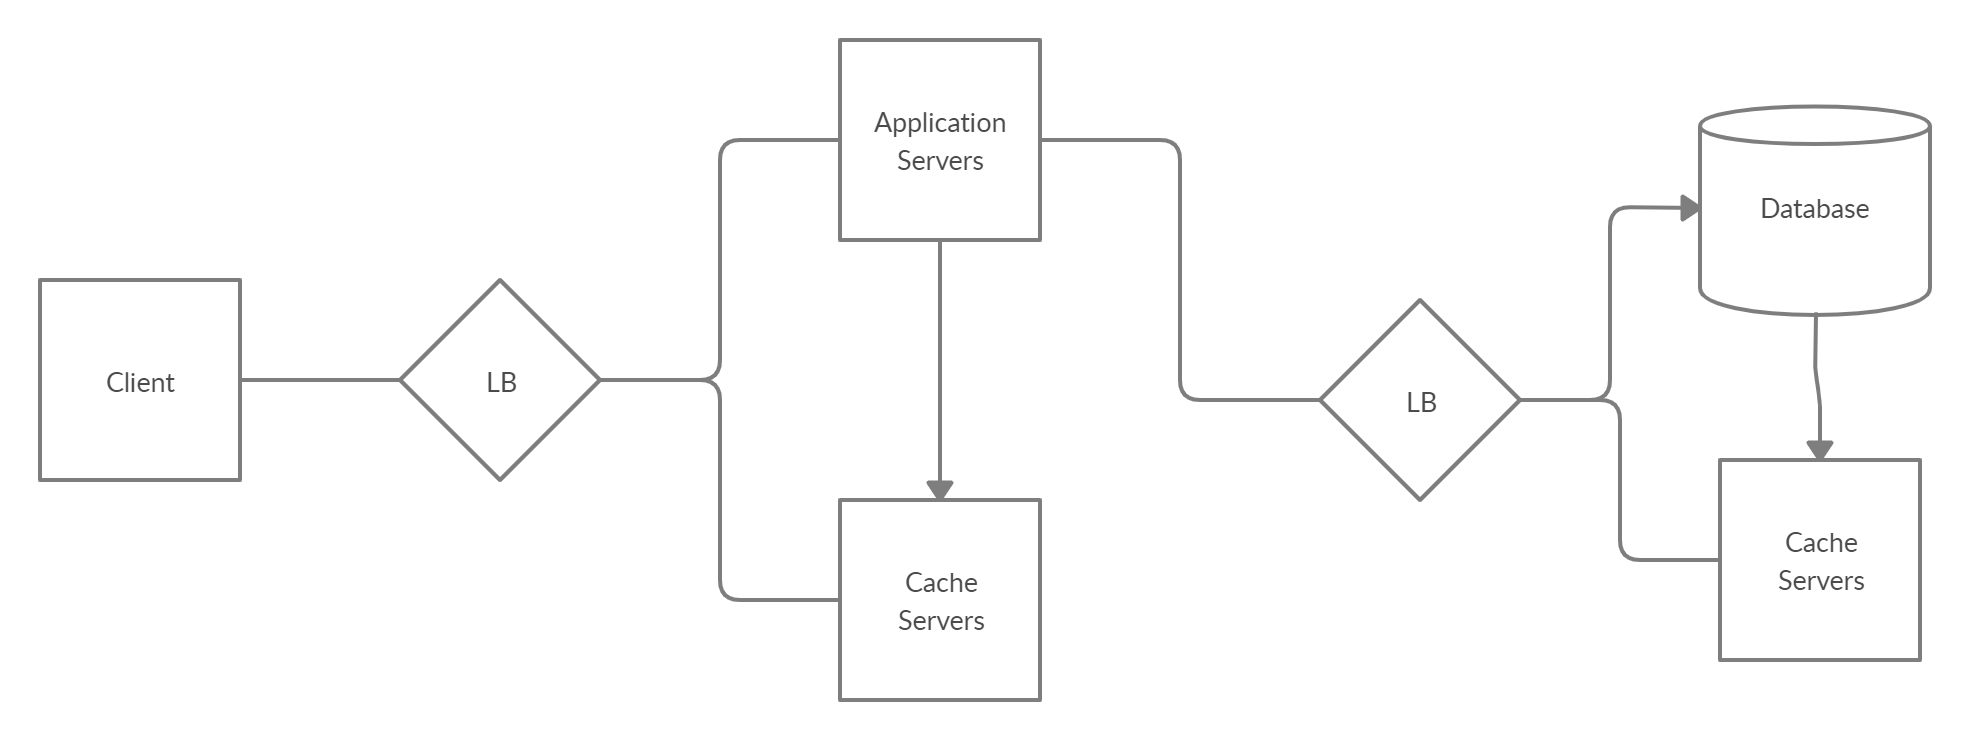 Client
LB
Application
Servers
Cache
Servers
LB
Database
Cache
Servers